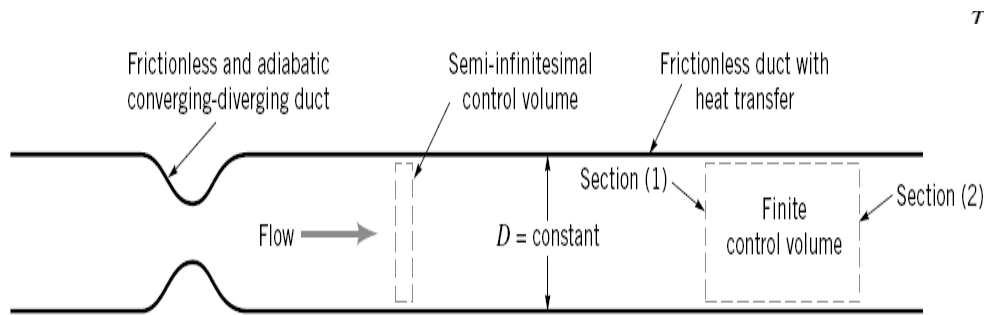 T
Frictionless and adiabatic
converging-diverging duct
Semi-infinitesimal
control volume
Frictionless duct with
heat transfer
Section (1)
Section (2)
Finite
control volume
Flow
D = constant